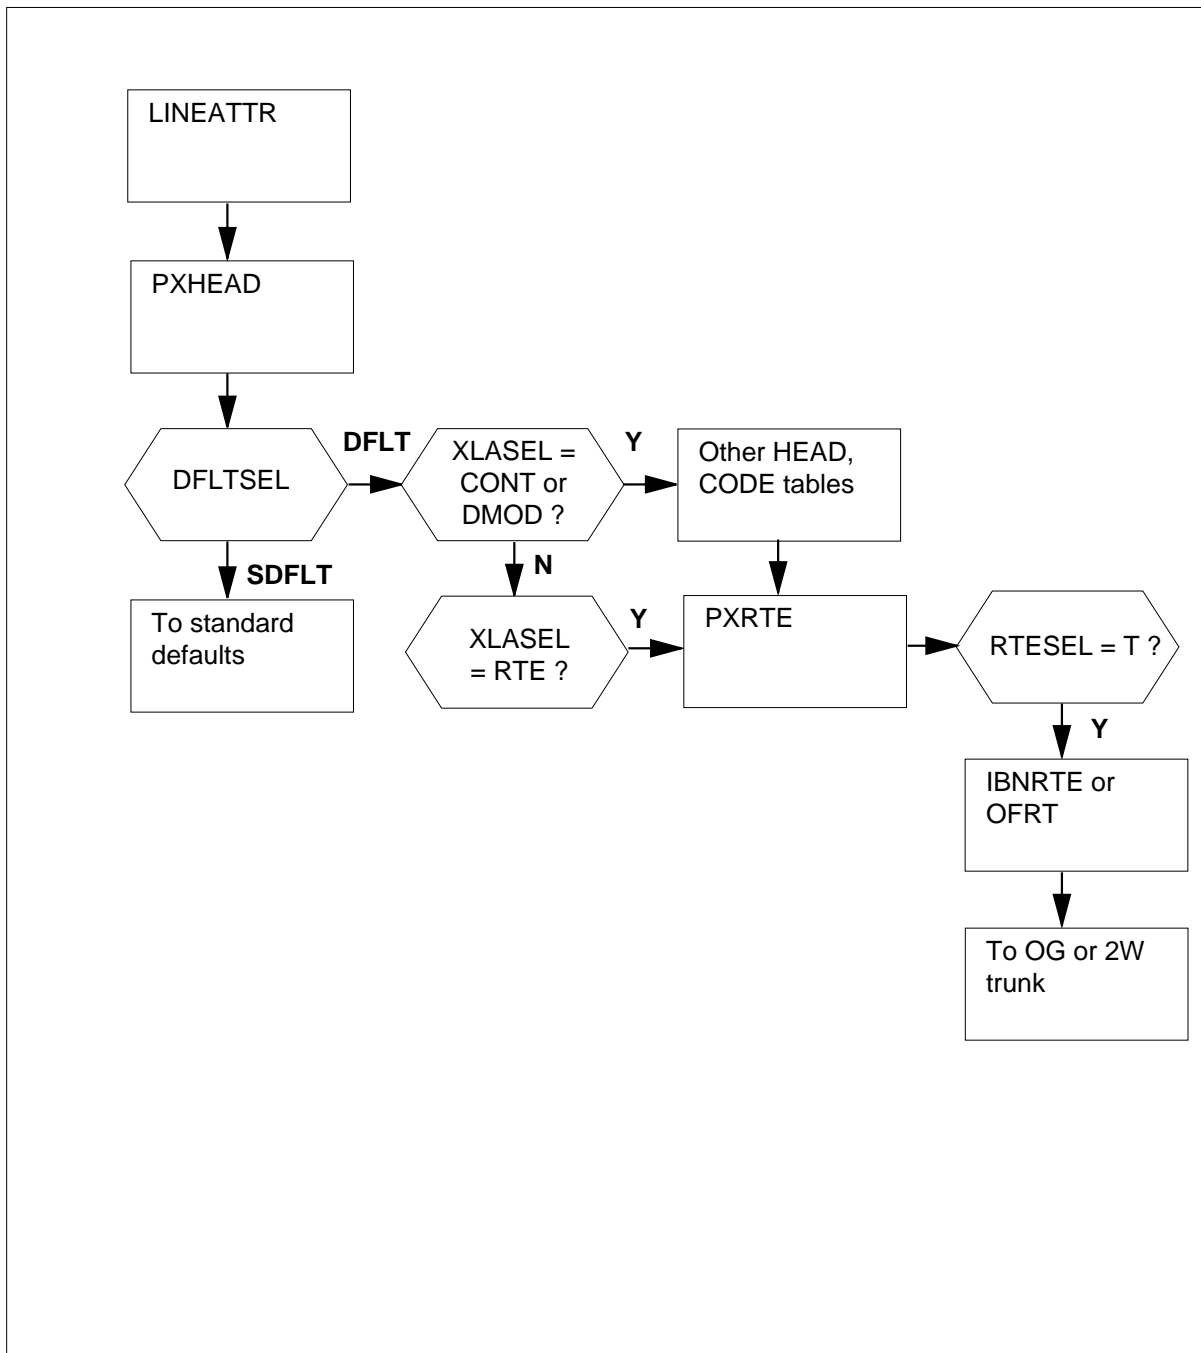 LINEATTR
PXHEAD
DFLTSEL
DFLT
XLASEL =
CONT or
DMOD ?
Y
Other HEAD,
CODE tables
SDFLT
N
To standard
defaults
XLASEL
= RTE ?
Y
PXRTE
RTESEL = T ?
Y
IBNRTE or
OFRT
To OG or 2W
trunk